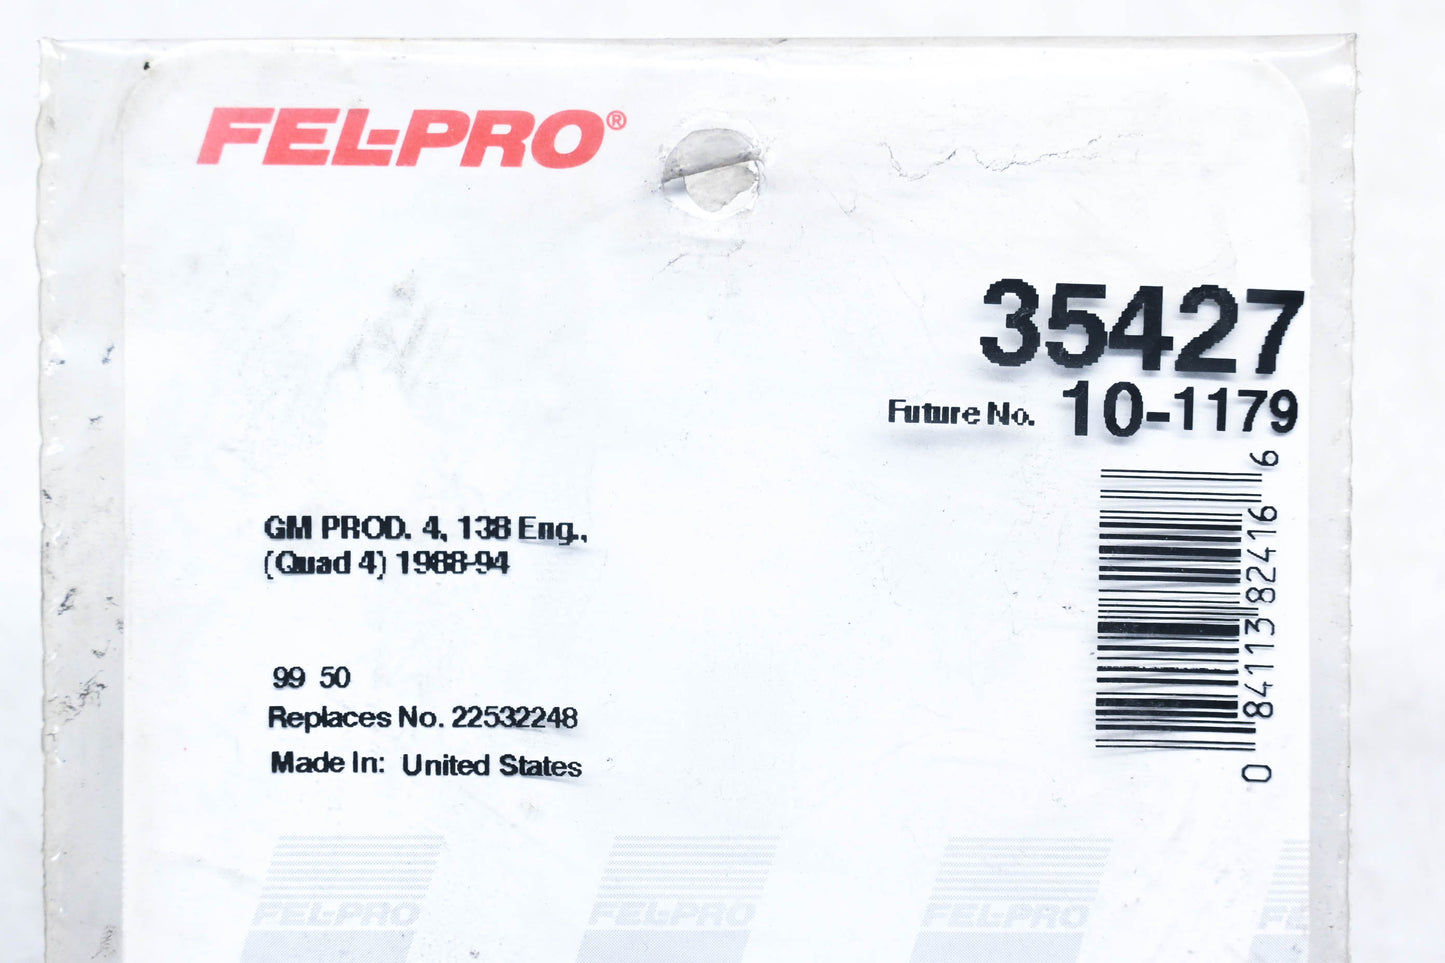 FEL-PRO®
35427
Future No. 10-1179
GM PROD. 4, 138 Eng.,
(Quad 4) 1988-94
99 50
Replaces No. 22532248
Made In: United States
0 84113 82416 6
FEL-PRO FEL-PRO FEL-PRO FE